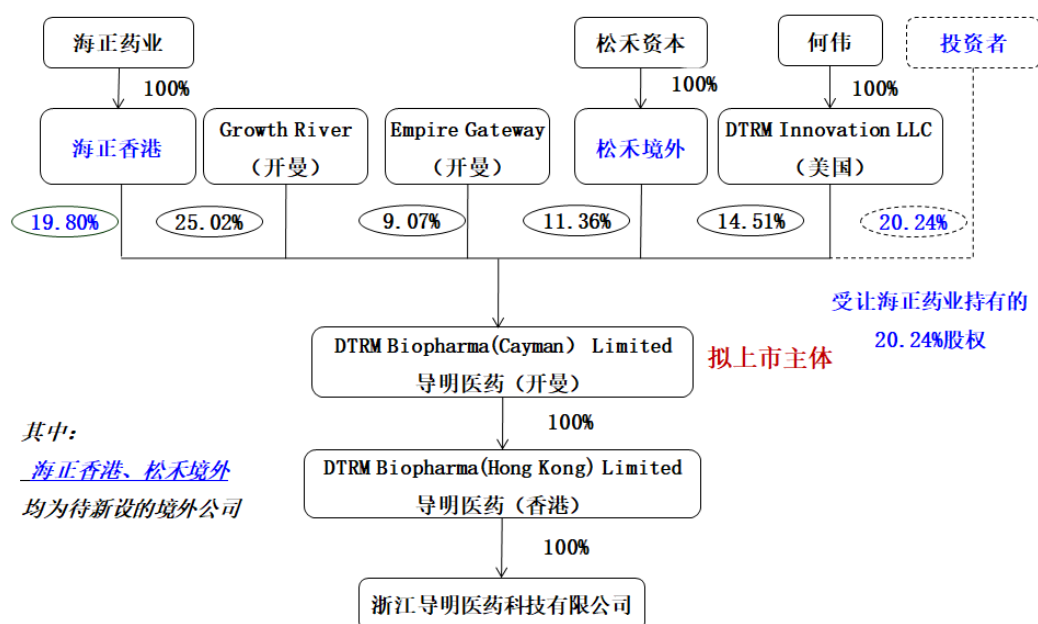 海正药业
松禾资本
何伟
投资者
100%
100%
100%
海正香港
Growth River
（开曼）
Empire Gateway
（开曼）
松禾境外
DTRM Innovation LLC
（美国）
19.80%
25.02%
9.07%
11.36%
14.51%
20.24%
受让海正药业持有的
20.24%股权
DTRM Biopharma(Cayman） Limited
导明医药（开曼）
拟上市主体
100%
其中：
海正香港、松禾境外
均为待新设的境外公司
DTRM Biopharma(Hong Kong) Limited
导明医药（香港）
100%
浙江导明医药科技有限公司